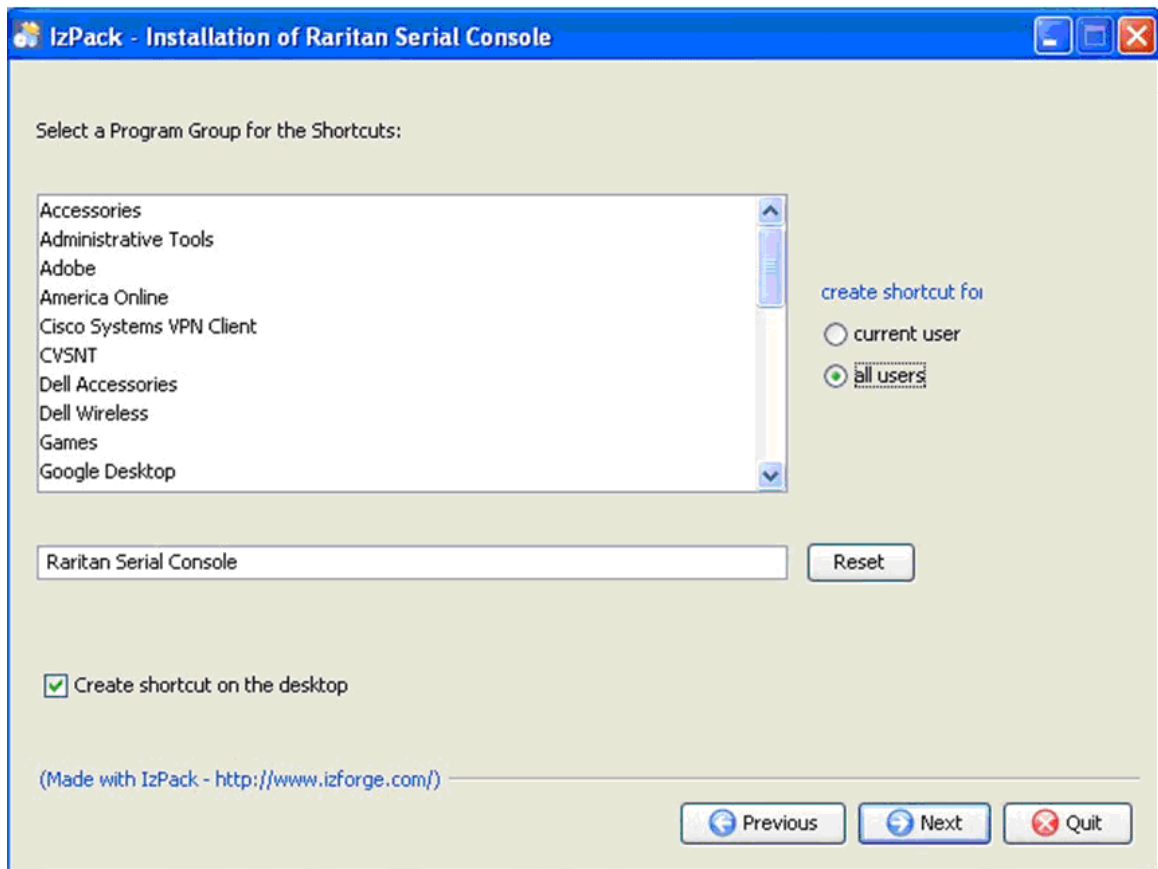 IzPack - Installation of Raritan Serial Console
Select a Program Group for the Shortcuts:
Accessories
Administrative Tools
Adobe
America Online
Cisco Systems VPN Client
CVSNT
Dell Accessories
Dell Wireless
Games
Google Desktop
create shortcut for
current user
all users
Raritan Serial Console
Reset
Create shortcut on the desktop
(Made with IzPack - http://www.izforge.com/)
Previous
Next
Quit